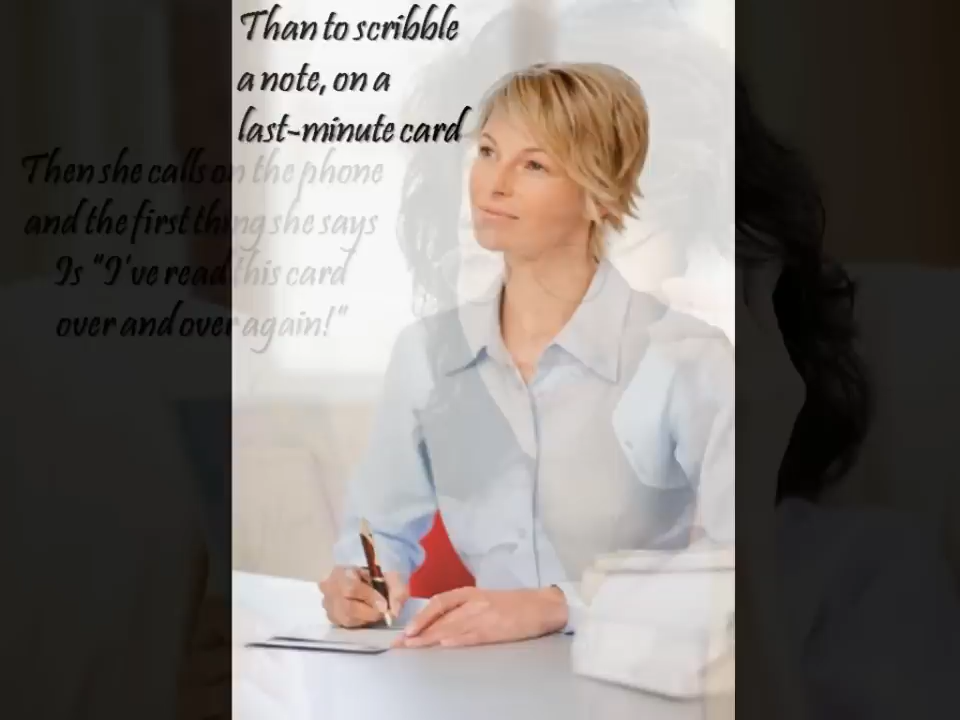 Than to scribble
a note, on a
last-minute card
Then she calls on the phone
and the first thing she says
Is "I've read this card
over and over again!"